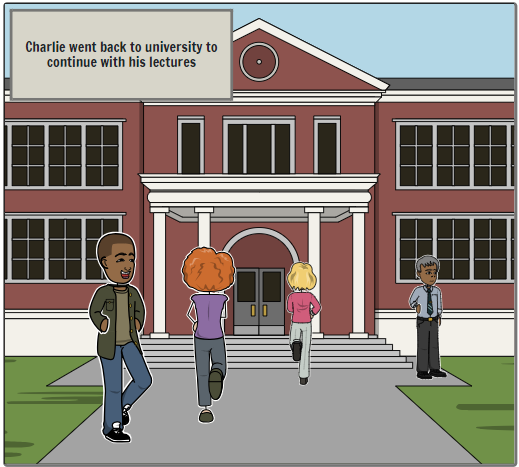 Charlie went back to university to
continue with his lectures